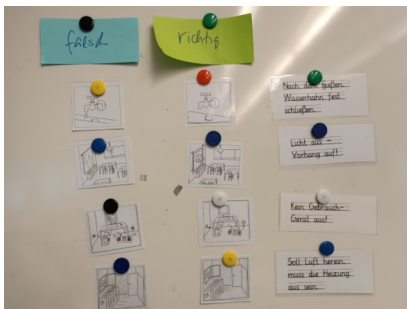 falsch
richtig
Nach dem Gießen
Wasserhahn fest
schließen.
Licht aus –
Vorhang auf!
Kein Gebrauch –
Gerät aus!
Soll Luft herein,
muss die Heizung
aus sein.